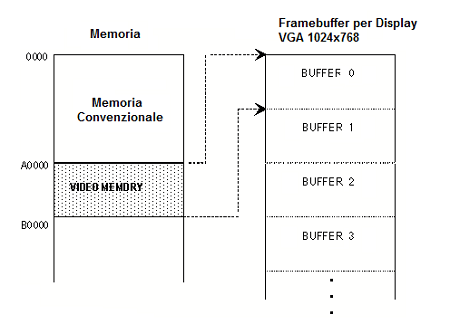 Memoria
Framebuffer per Display
VGA 1024x768
0000
Memoria
Convenzionale
A0000
VIDEO MEMORY
B0000
BUFFER 0
BUFFER 1
BUFFER 2
BUFFER 3